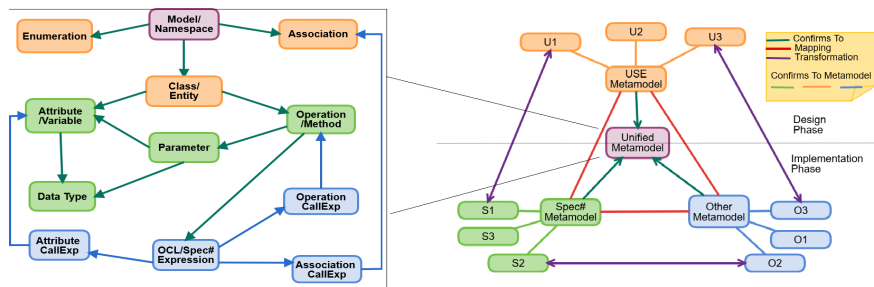 Model/
Namespace
Enumeration
Association
Class/
Entity
Attribute
/Variable
Operation
/Method
Parameter
Data Type
Operation
CallExp
Attribute
CallExp
OCL/Spec#
Expression
Association
CallExp
U1
U2
U3
USE
Metamodel
Confirms To
Mapping
Transformation
Confirms To Metamodel
Design
Phase
Unified
Metamodel
Implementation
Phase
S1
Spec#
Metamodel
Other
Metamodel
O3
S3
O1
S2
O2